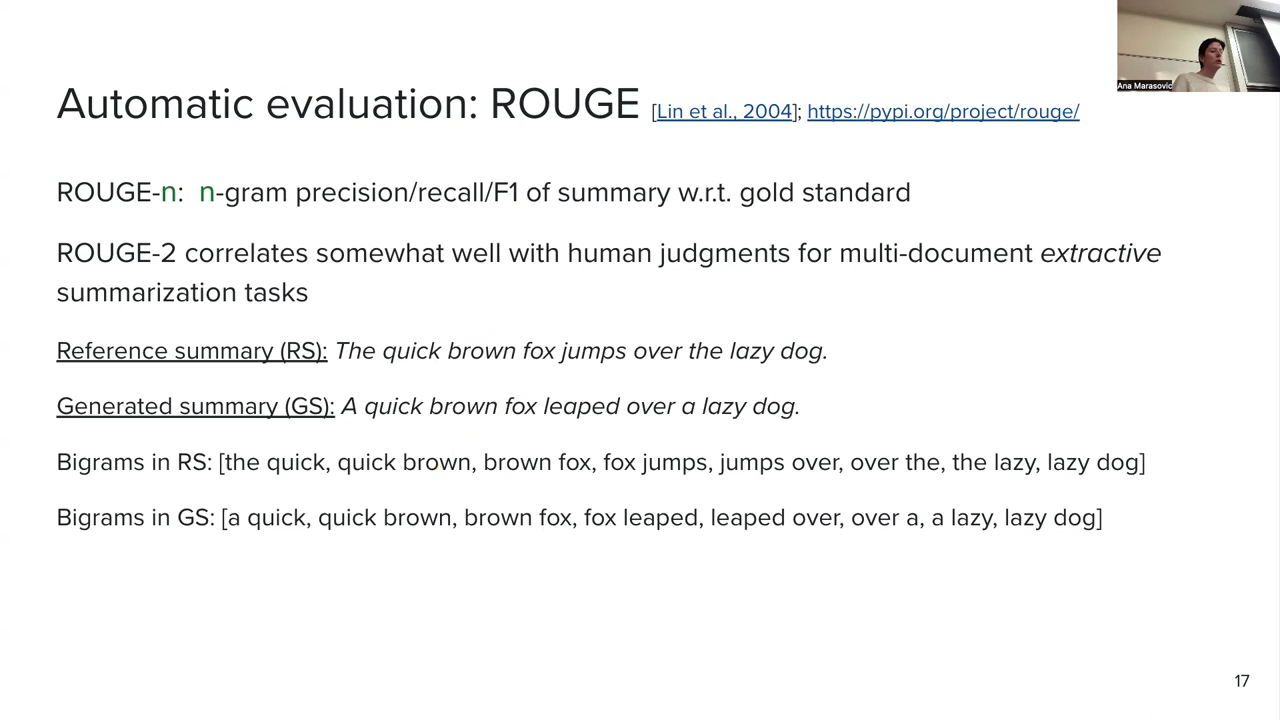 Ana Marasović
Automatic evaluation: ROUGE [Lin et al., 2004]; https://pypi.org/project/rouge/
ROUGE-n: n-gram precision/recall/F1 of summary w.r.t. gold standard
ROUGE-2 correlates somewhat well with human judgments for multi-document extractive
summarization tasks
Reference summary (RS): The quick brown fox jumps over the lazy dog.
Generated summary (GS): A quick brown fox leaped over a lazy dog.
Bigrams in RS: [the quick, quick brown, brown fox, fox jumps, jumps over, over the, the lazy, lazy dog]
Bigrams in GS: [a quick, quick brown, brown fox, fox leaped, leaped over, over a, a lazy, lazy dog]
17